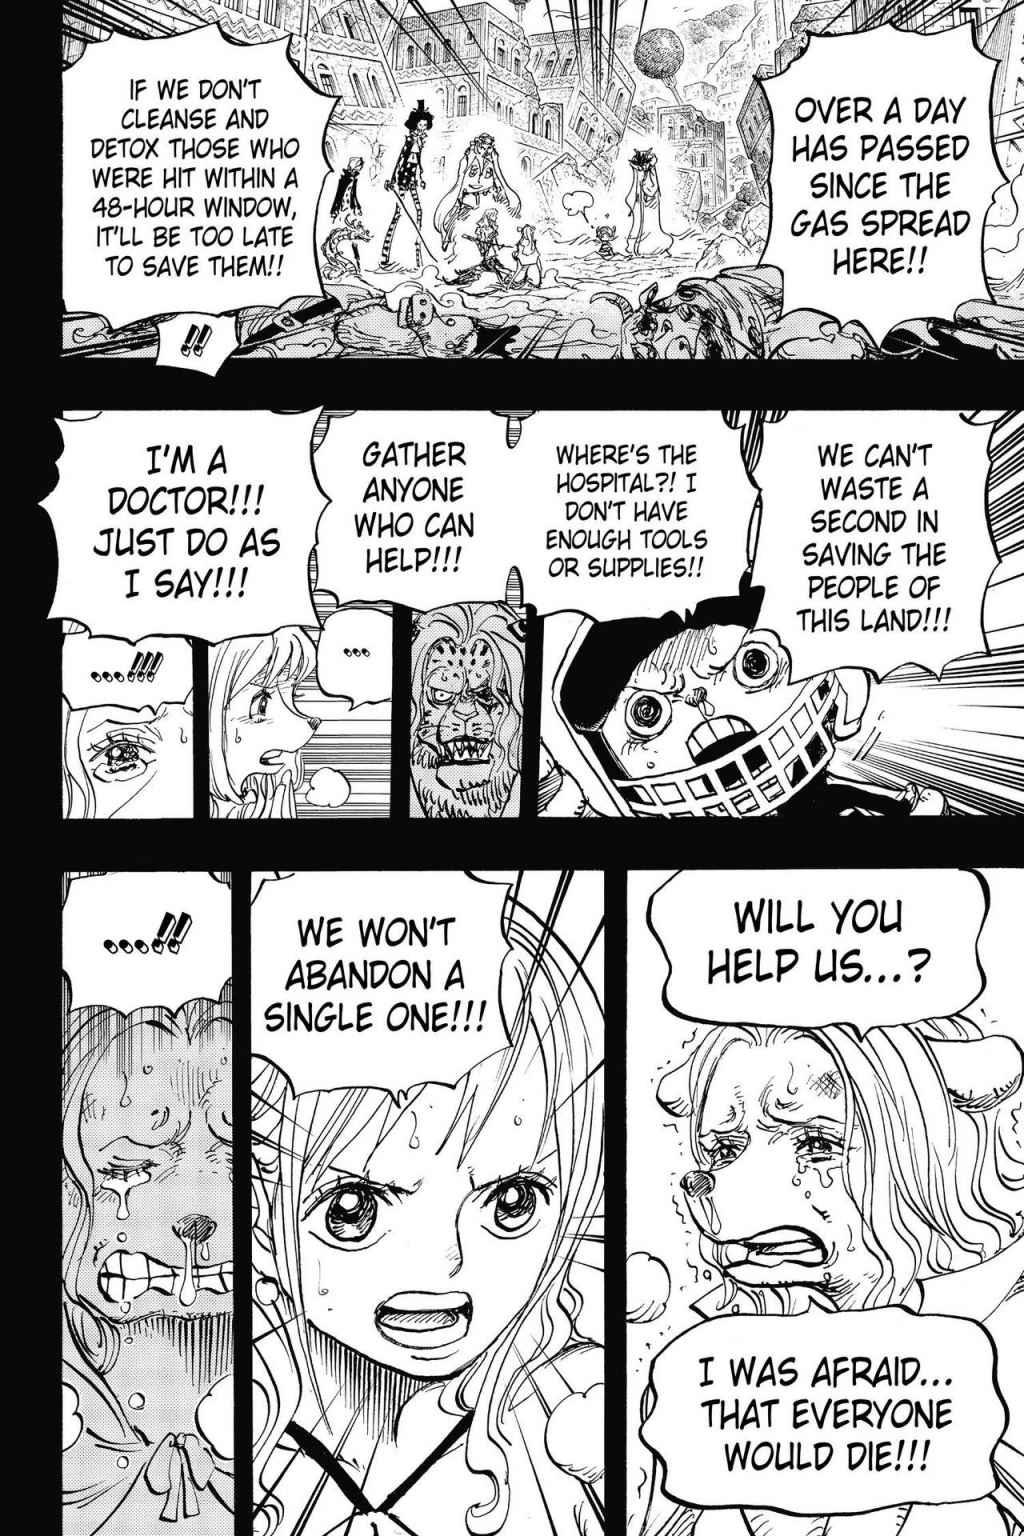 OVER A DAY
HAS PASSED
SINCE THE
GAS SPREAD
HERE!!
IF WE DON'T
CLEANSE AND
DETOX THOSE WHO
WERE HIT WITHIN A
48-HOUR WINDOW,
IT'LL BE TOO LATE
TO SAVE THEM!!
!!
WE CAN'T
WASTE A
SECOND IN
SAVING THE
PEOPLE OF
THIS LAND!!!
WHERE'S THE
HOSPITAL?! I
DON'T HAVE
ENOUGH TOOLS
OR SUPPLIES!!
GATHER
ANYONE
WHO CAN
HELP!!!
I'M A
DOCTOR!!!
JUST DO AS
I SAY!!!
...
...!!!
WILL YOU
HELP US...?
I WAS AFRAID...
THAT EVERYONE
WOULD DIE!!!
WE WON'T
ABANDON A
SINGLE ONE!!!
...!!